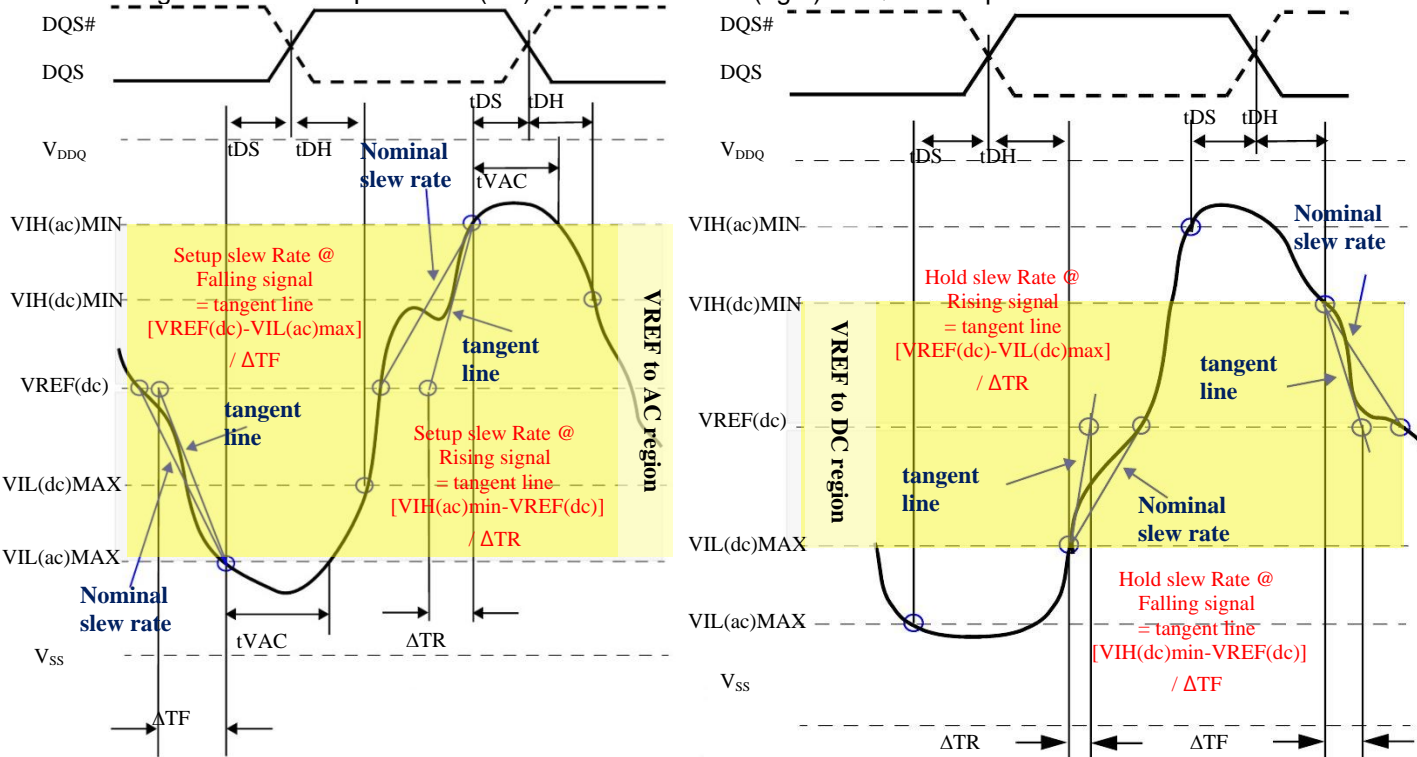 DQS#
DQS
tDS
tDH
VDDQ
tDS
tDH
Nominal
slew rate
tVAC
VIH(ac)MIN
Setup slew Rate @
Falling signal
= tangent line
[VREF(dc)-VIL(ac)max]
/ ΔTF
VIH(dc)MIN
tangent
line
VREF(dc)
tangent
line
Setup slew Rate @
Rising signal
= tangent line
[VIH(ac)min-VREF(dc)]
/ ΔTR
VREF to AC region
VIL(dc)MAX
VIL(ac)MAX
Nominal
slew rate
tVAC
ΔTR
VSS
ΔTF
DQS#
DQS
tDS
tDH
VDDQ
tDS
tDH
VIH(ac)MIN
Nominal
slew rate
Hold slew Rate @
Rising signal
= tangent line
[VREF(dc)-VIL(dc)max]
/ ΔTR
VIH(dc)MIN
VREF to DC region
tangent
line
VREF(dc)
tangent
line
Nominal
slew rate
VIL(dc)MAX
Hold slew Rate @
Falling signal
= tangent line
[VIH(dc)min-VREF(dc)]
/ ΔTF
VIL(ac)MAX
VSS
ΔTR
ΔTF